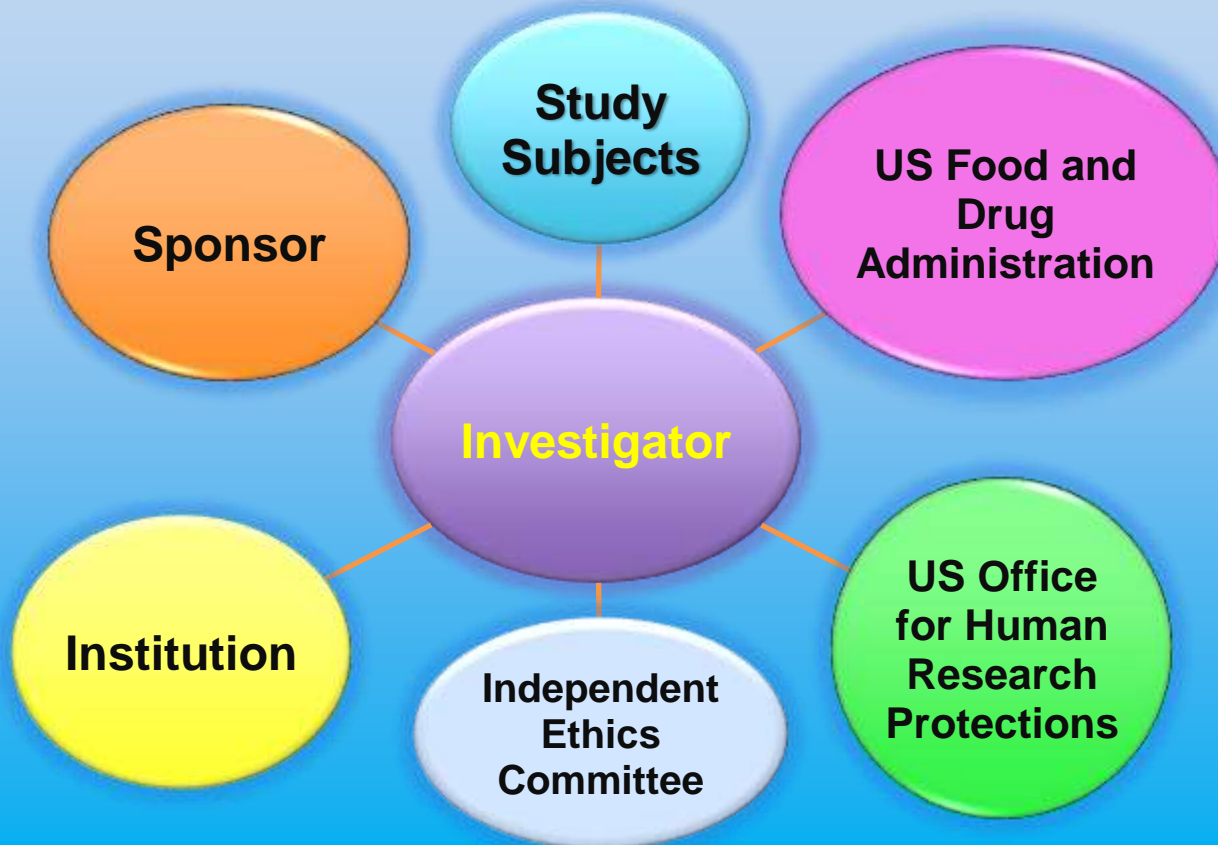 Study
Subjects
US Food and
Drug
Administration
Sponsor
Investigator
Institution
US Office
for Human
Research
Protections
Independent
Ethics
Committee